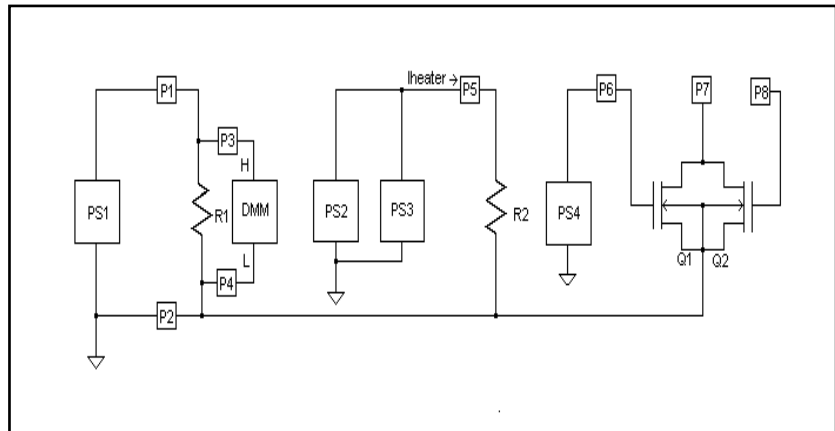 P1
P3
H
PS1
R1
DMM
L
P4
P2
Iheater → P5
PS2
PS3
R2
P6
P7
P8
PS4
Q1
Q2